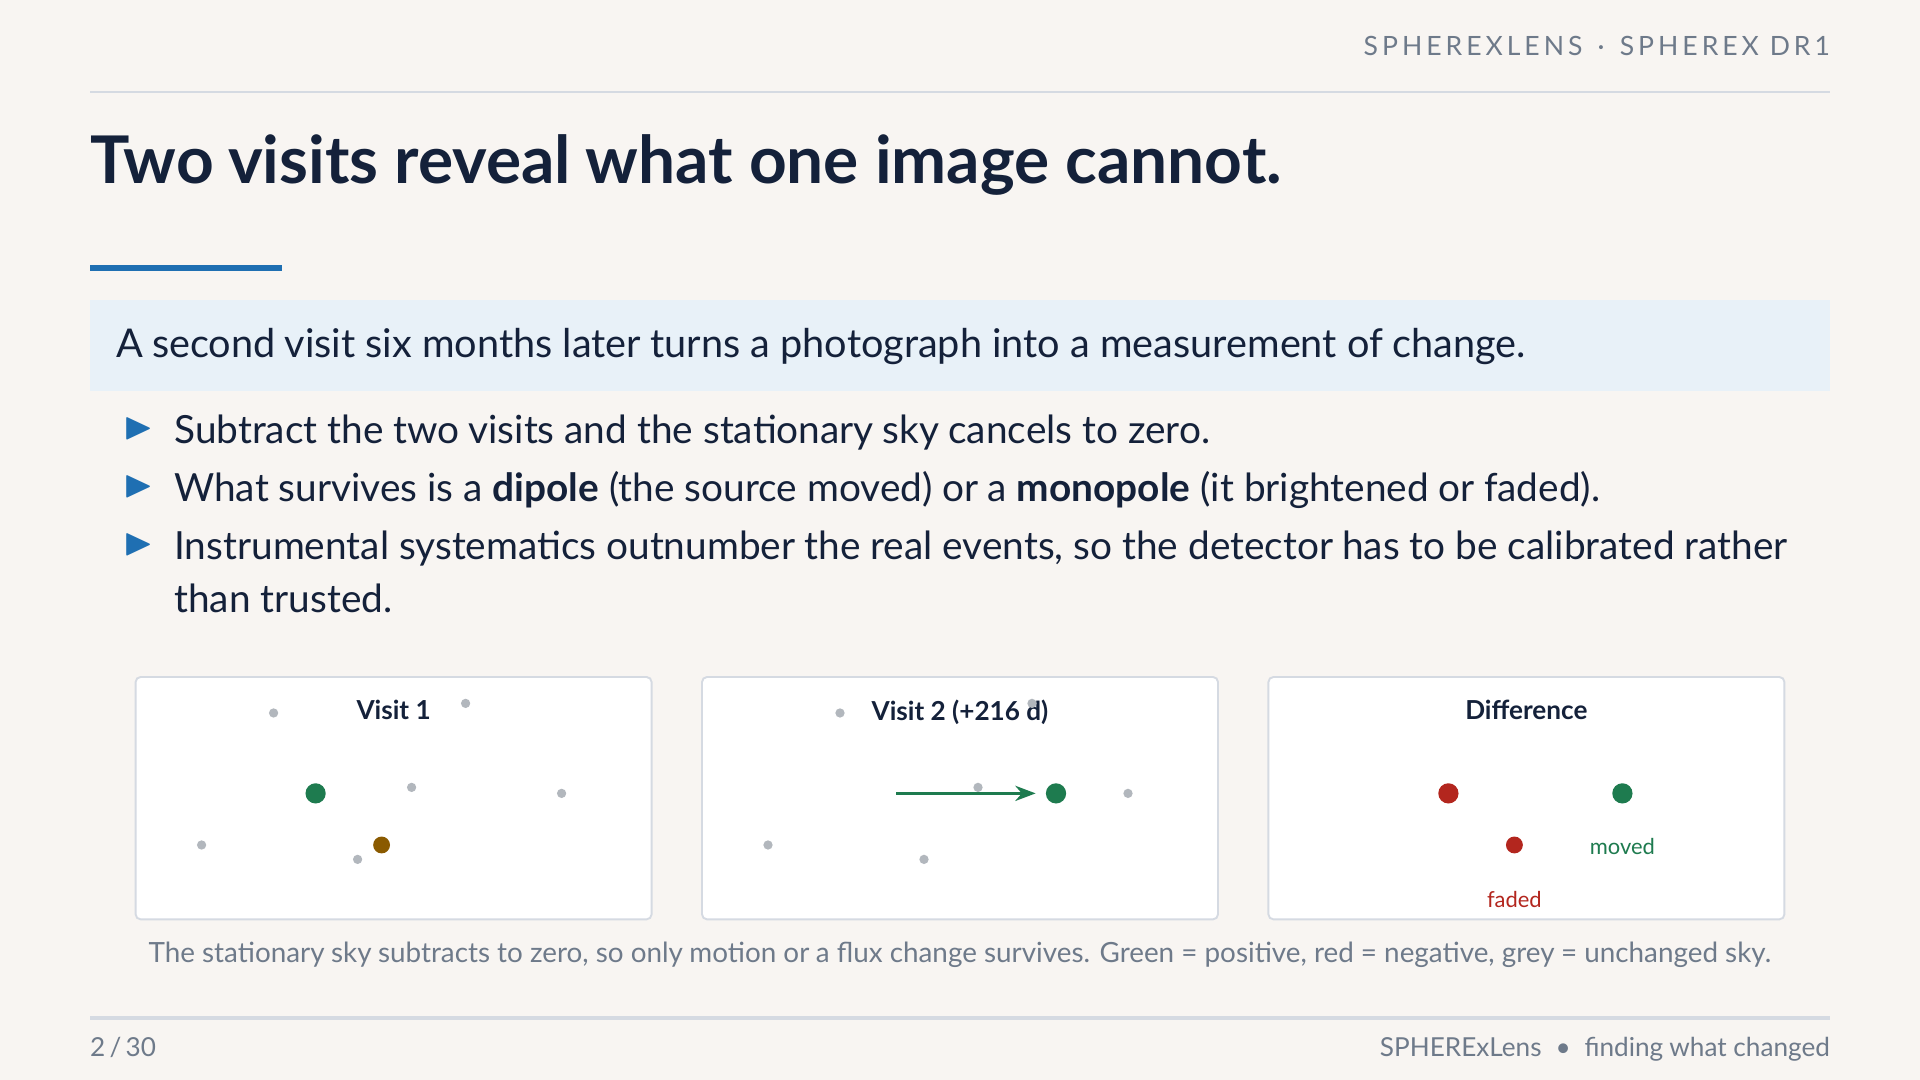 SPHEREXLENS · SPHEREX DR1
Two visits reveal what one image cannot.
A second visit six months later turns a photograph into a measurement of change.
Subtract the two visits and the stationary sky cancels to zero.
What survives is a dipole (the source moved) or a monopole (it brightened or faded).
Instrumental systematics outnumber the real events, so the detector has to be calibrated rather
than trusted.
Visit 1
Visit 2 (+216 d)
Difference
moved
faded
The stationary sky subtracts to zero, so only motion or a flux change survives. Green = positive, red = negative, grey = unchanged sky.
2 / 30
SPHERExLens • finding what changed